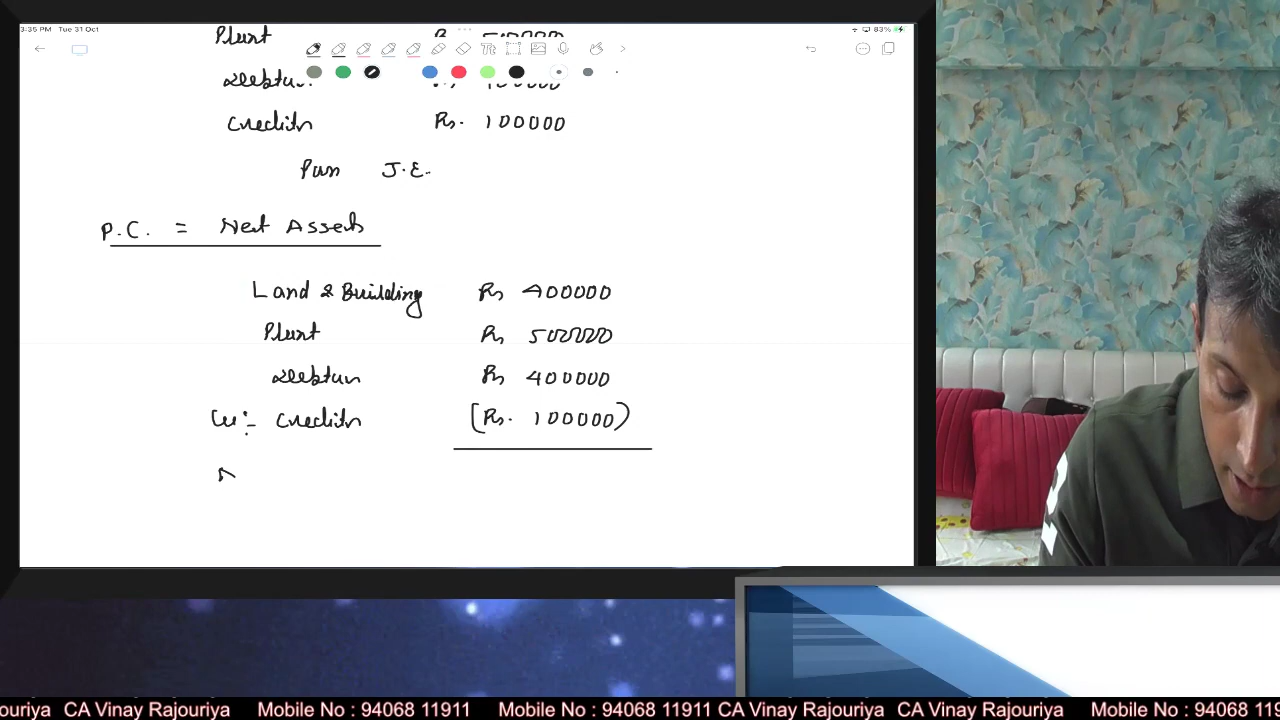 3:35 PM Tue 31 Oct
83%
Plant
Debtors
Creditors Rs. 100000
Pass J.E.
P.C. = Net Assets
Land & Building Rs 400000
Plant Rs 500000
Debtors Rs 400000
Creditors (Rs. 100000)
ouriya CA Vinay Rajouriya Mobile No : 94068 11911 Mobile No : 94068 11911 CA Vinay Rajouriya CA Vinay Rajouriya Mobile No : 94068